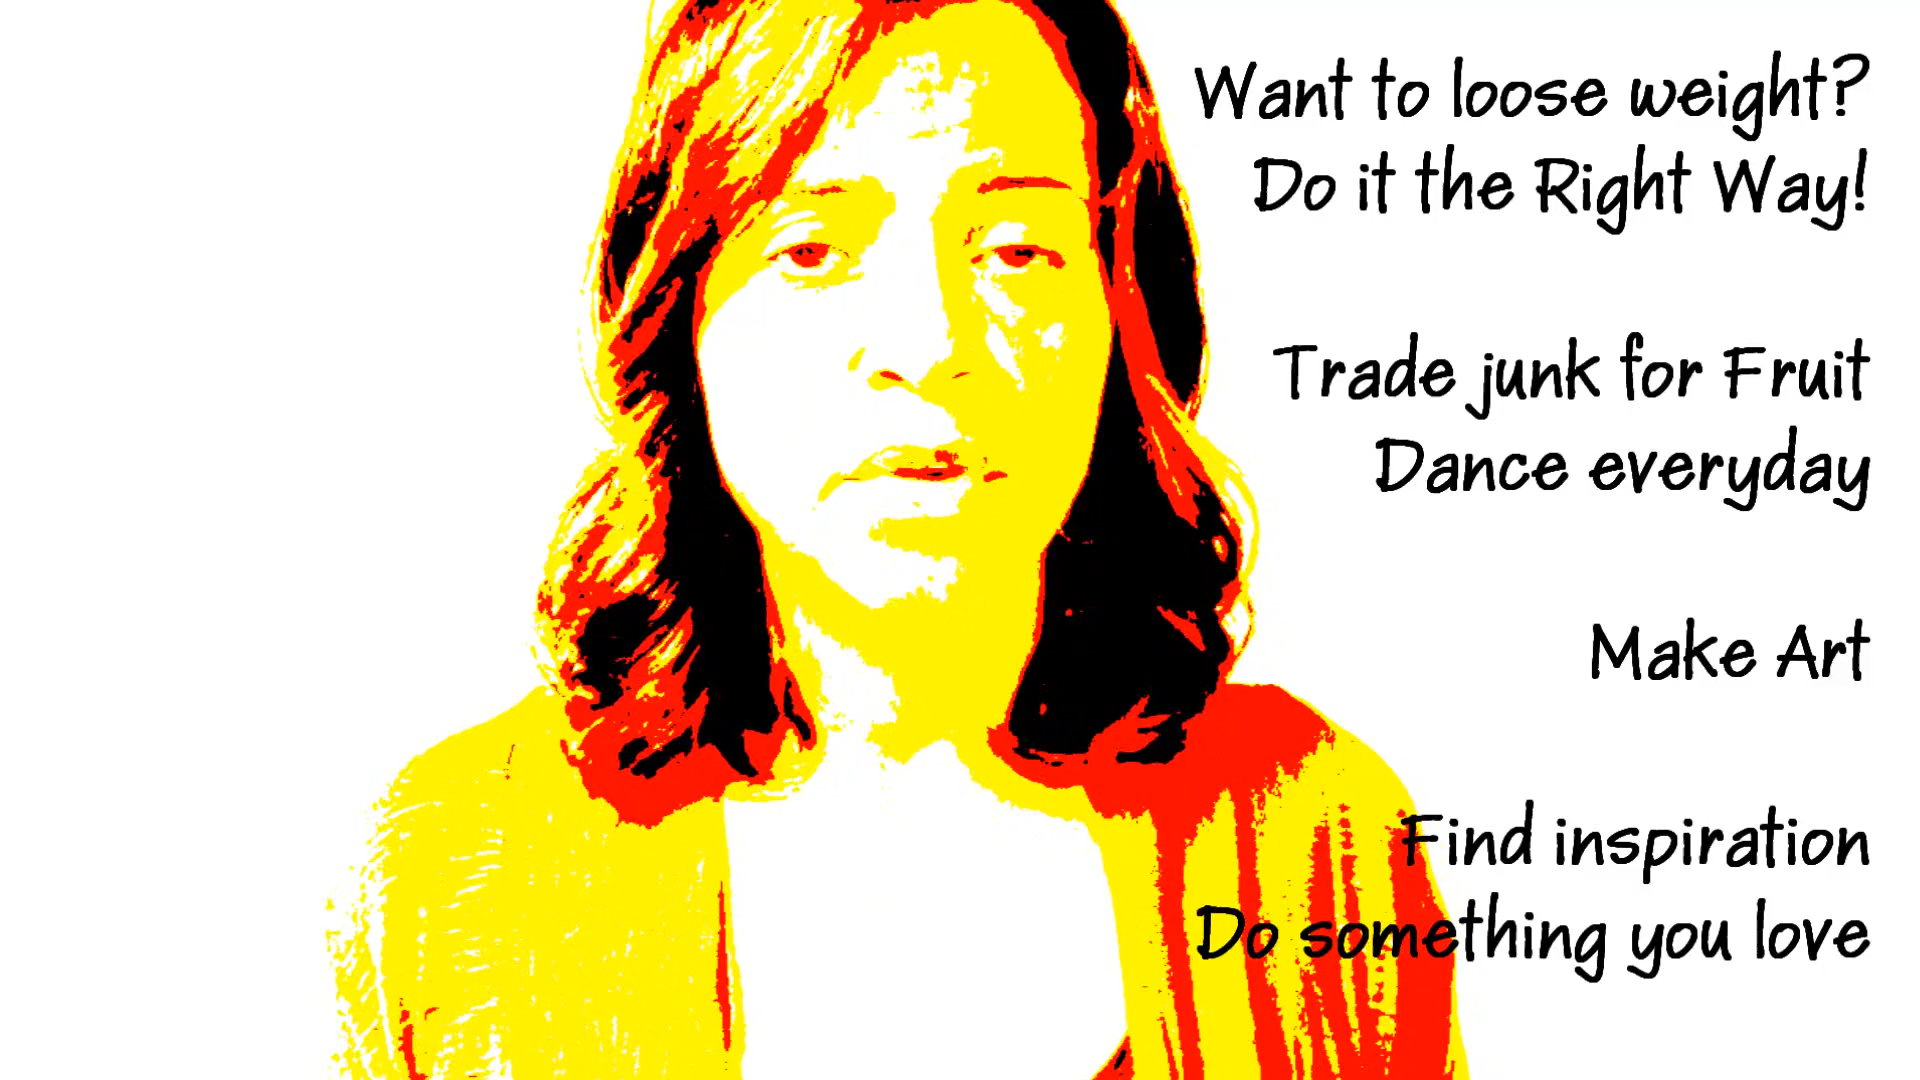 Want to loose weight?
Do it the Right Way!
Trade junk for Fruit
Dance everyday
Make Art
Find inspiration
Do something you love